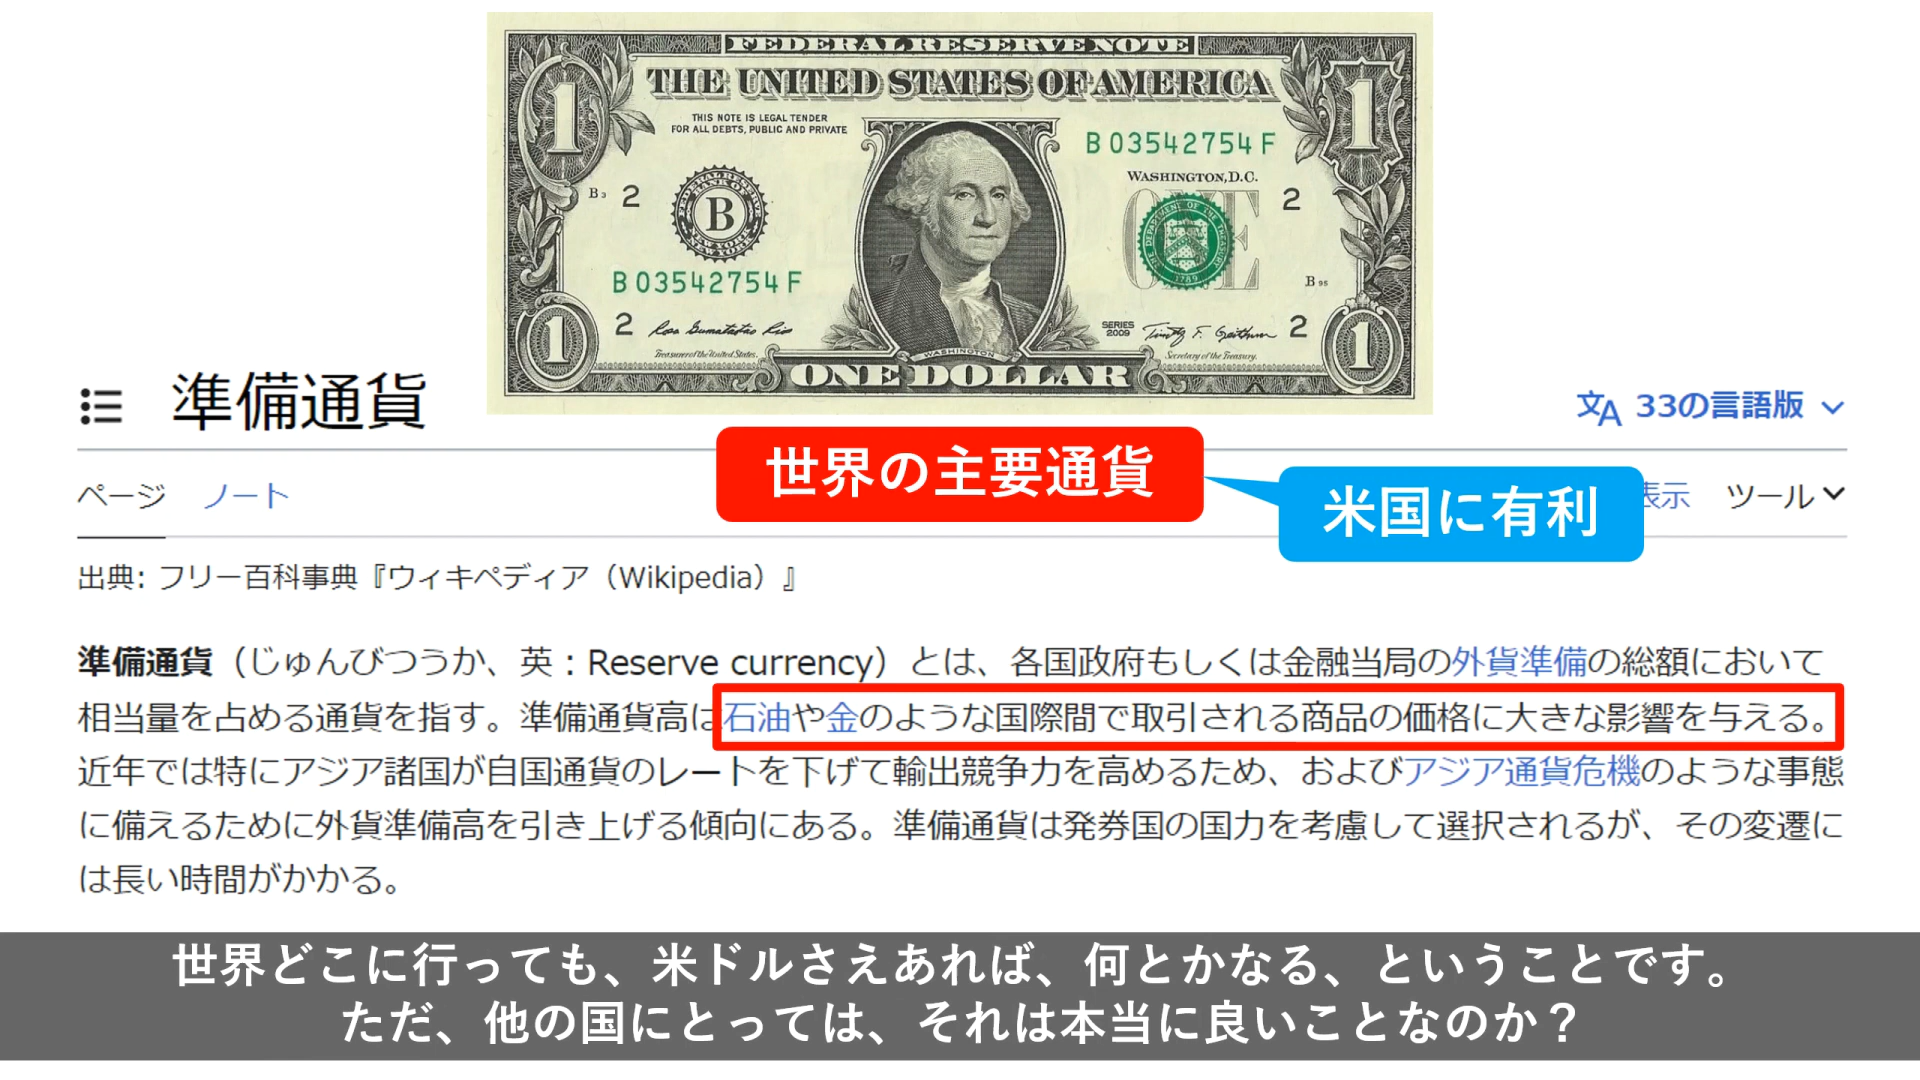 FEDERAL RESERVE NOTE
THE UNITED STATES OF AMERICA
THIS NOTE IS LEGAL TENDER
FOR ALL DEBTS, PUBLIC AND PRIVATE
B 03542754 F
WASHINGTON, D.C.
B3 2
B
2
B 03542754 F
B 95
2
SERIES
2009
2
Treasurer of the United States.
Secretary of the Treasury.
WASHINGTON
1
1
1
1
ONE DOLLAR
準備通貨
33の言語版
世界の主要通貨
米国に有利
ページ ノート
表示 ツール
出典: フリー百科事典『ウィキペディア（Wikipedia）』
準備通貨（じゅんびつうか、英：Reserve currency）とは、各国政府もしくは金融当局の外貨準備の総額において
相当量を占める通貨を指す。準備通貨高は石油や金のような国際間で取引される商品の価格に大きな影響を与える。
近年では特にアジア諸国が自国通貨のレートを下げて輸出競争力を高めるため、およびアジア通貨危機のような事態
に備えるために外貨準備高を引き上げる傾向にある。準備通貨は発券国の国力を考慮して選択されるが、その変遷に
は長い時間がかかる。
世界どこに行っても、米ドルさえあれば、何とかなる、ということです。
ただ、他の国にとっては、それは本当に良いことなのか？